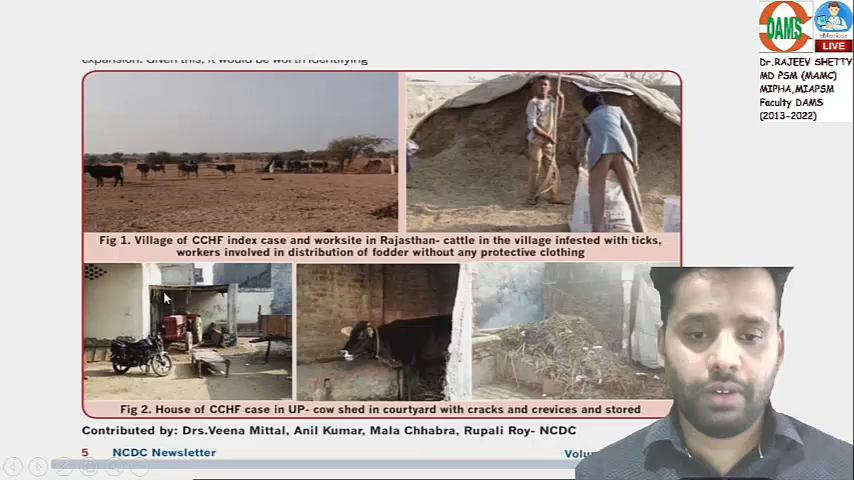 DAMS
eMedicoz
LIVE
Dr.RAJEEV SHETTY
MD PSM (MAMC)
MIPHA,MIAPSM
Faculty DAMS
(2013-2022)
expansion. Given this, it would be worth identifying
Fig 1. Village of CCHF index case and worksite in Rajasthan- cattle in the village infested with ticks,
workers involved in distribution of fodder without any protective clothing
Fig 2. House of CCHF case in UP- cow shed in courtyard with cracks and crevices and stored
Contributed by: Drs.Veena Mittal, Anil Kumar, Mala Chhabra, Rupali Roy- NCDC
5 NCDC Newsletter